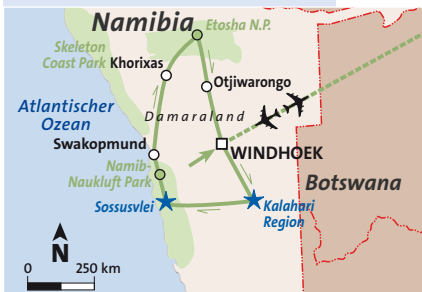 Namibia
Etosha N.P.
Skeleton
Coast Park
Khorixas
Otjiwarongo
Atlantischer
Ozean
Damaraland
Swakopmund
WINDHOEK
Namib-
Naukluft Park
Botswana
Sossusvlei
Kalahari
Region
N
0 250 km